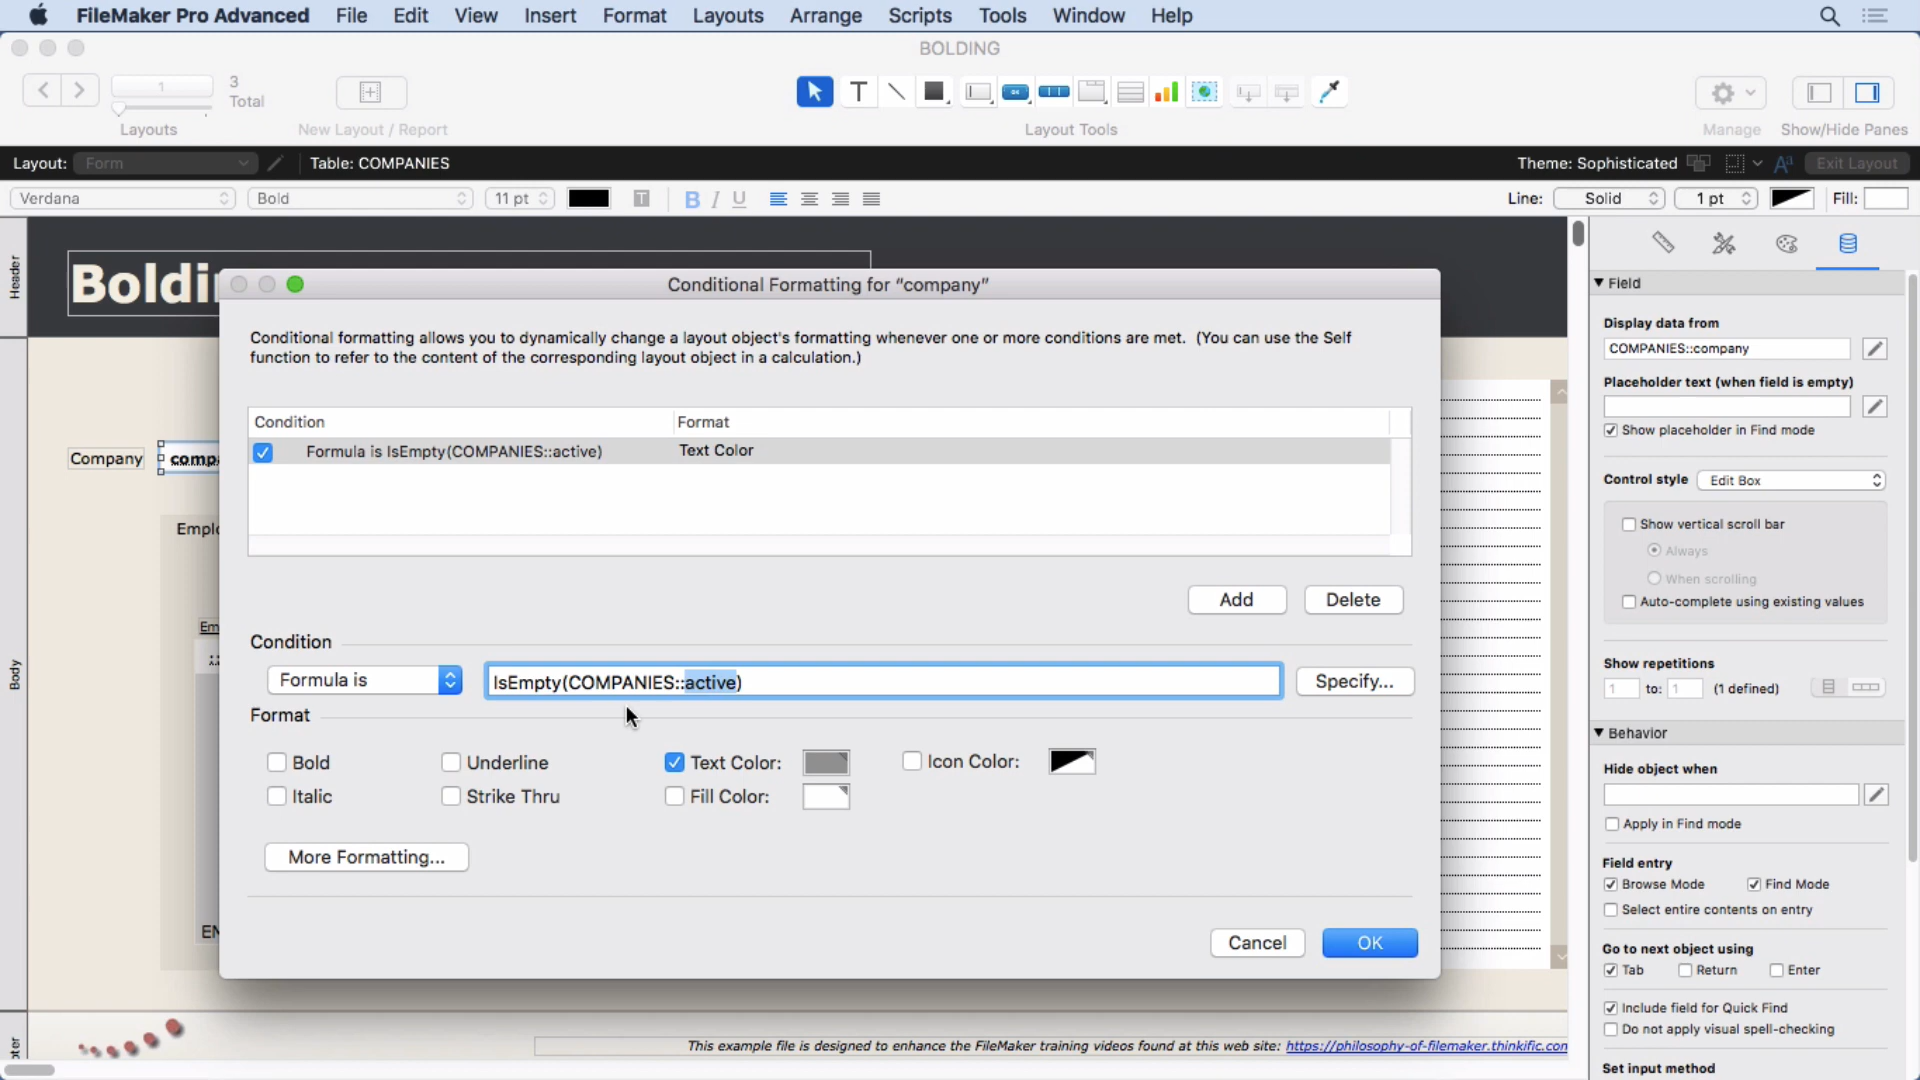 FileMaker Pro Advanced File Edit View Insert Format Layouts Arrange Scripts Tools Window Help
BOLDING
1
3
Total
Layouts
New Layout / Report
Layout Tools
Manage
Show/Hide Panes
Layout: Form Table: COMPANIES
Theme: Sophisticated
Exit Layout
Verdana Bold 11 pt B I U
Line: Solid 1 pt Fill:
Header
Conditional Formatting for “company”
Conditional formatting allows you to dynamically change a layout object's formatting whenever one or more conditions are met. (You can use the Self
function to refer to the content of the corresponding layout object in a calculation.)
Condition Format
Formula is IsEmpty(COMPANIES::active) Text Color
Company
Add Delete
Condition
Formula is IsEmpty(COMPANIES::active) Specify...
Format
Bold Underline Text Color: Icon Color:
Italic Strike Thru Fill Color:
More Formatting...
Cancel OK
Body
This example file is designed to enhance the FileMaker training videos found at this web site: https://philosophy-of-filemaker.thinkific.con
Field
Display data from
COMPANIES::company
Placeholder text (when field is empty)
Show placeholder in Find mode
Control style Edit Box
Show vertical scroll bar
Always
When scrolling
Auto-complete using existing values
Show repetitions
1 to: 1 (1 defined)
Behavior
Hide object when
Apply in Find mode
Field entry
Browse Mode Find Mode
Select entire contents on entry
Go to next object using
Tab Return Enter
Include field for Quick Find
Do not apply visual spell-checking
Set input method